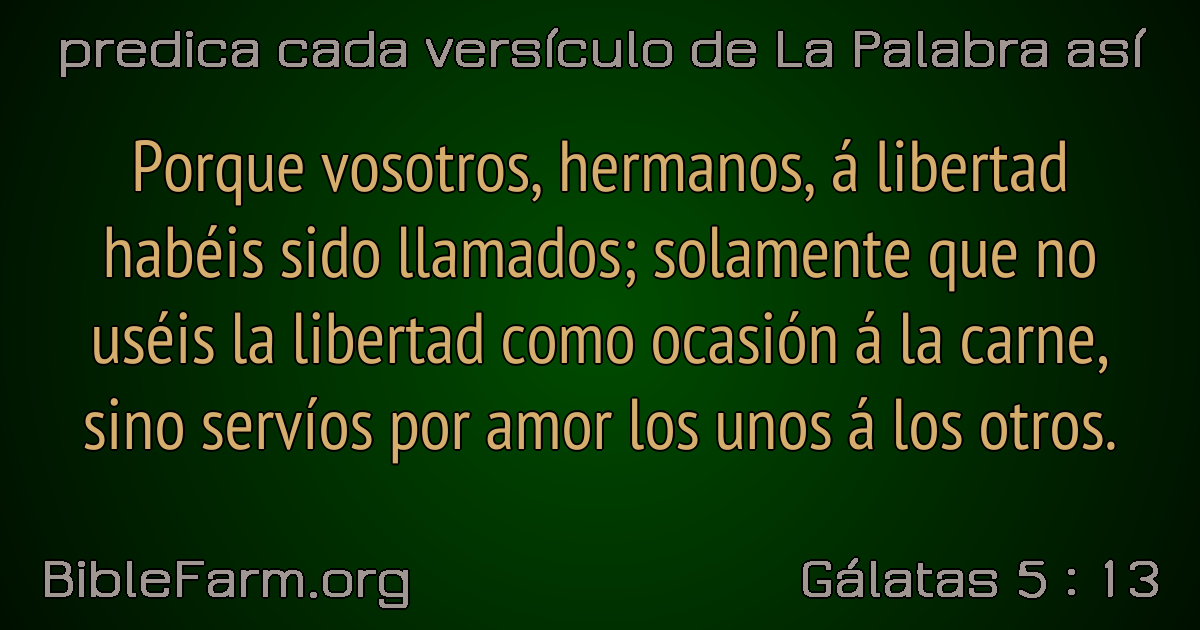 predica cada versículo de La Palabra así
Porque vosotros, hermanos, á libertad
habéis sido llamados; solamente que no
uséis la libertad como ocasión á la carne,
sino servíos por amor los unos á los otros.
BibleFarm.org
Gálatas 5 : 13